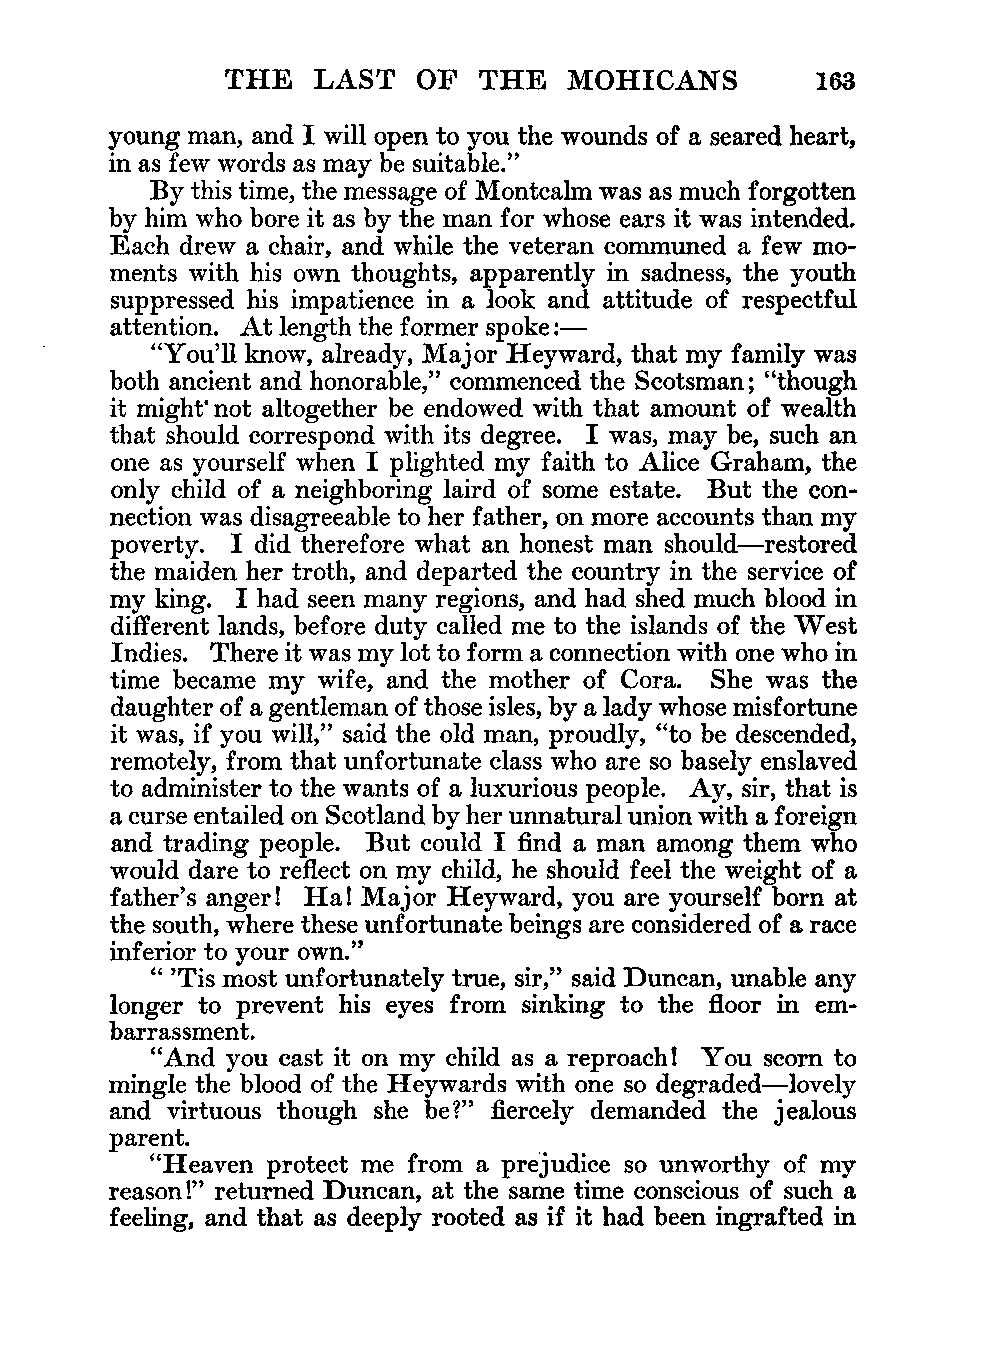 THE LAST OF THE MOHICANS 163
young man, and I will open to you the wounds of a seared heart,
in as few words as may be suitable.”
By this time, the message of Montcalm was as much forgotten
by him who bore it as by the man for whose ears it was intended.
Each drew a chair, and while the veteran communed a few mo-
ments with his own thoughts, apparently in sadness, the youth
suppressed his impatience in a look and attitude of respectful
attention. At length the former spoke:—
“You’ll know, already, Major Heyward, that my family was
both ancient and honorable,” commenced the Scotsman; “though
it might not altogether be endowed with that amount of wealth
that should correspond with its degree. I was, may be, such an
one as yourself when I plighted my faith to Alice Graham, the
only child of a neighboring laird of some estate. But the con-
nection was disagreeable to her father, on more accounts than my
poverty. I did therefore what an honest man should—restored
the maiden her troth, and departed the country in the service of
my king. I had seen many regions, and had shed much blood in
different lands, before duty called me to the islands of the West
Indies. There it was my lot to form a connection with one who in
time became my wife, and the mother of Cora. She was the
daughter of a gentleman of those isles, by a lady whose misfortune
it was, if you will,” said the old man, proudly, “to be descended,
remotely, from that unfortunate class who are so basely enslaved
to administer to the wants of a luxurious people. Ay, sir, that is
a curse entailed on Scotland by her unnatural union with a foreign
and trading people. But could I find a man among them who
would dare to reflect on my child, he should feel the weight of a
father’s anger! Ha! Major Heyward, you are yourself born at
the south, where these unfortunate beings are considered of a race
inferior to your own.”
“ ’Tis most unfortunately true, sir,” said Duncan, unable any
longer to prevent his eyes from sinking to the floor in em-
barrassment.
“And you cast it on my child as a reproach! You scorn to
mingle the blood of the Heywards with one so degraded—lovely
and virtuous though she be?” fiercely demanded the jealous
parent.
“Heaven protect me from a prejudice so unworthy of my
reason!” returned Duncan, at the same time conscious of such a
feeling, and that as deeply rooted as if it had been ingrafted in